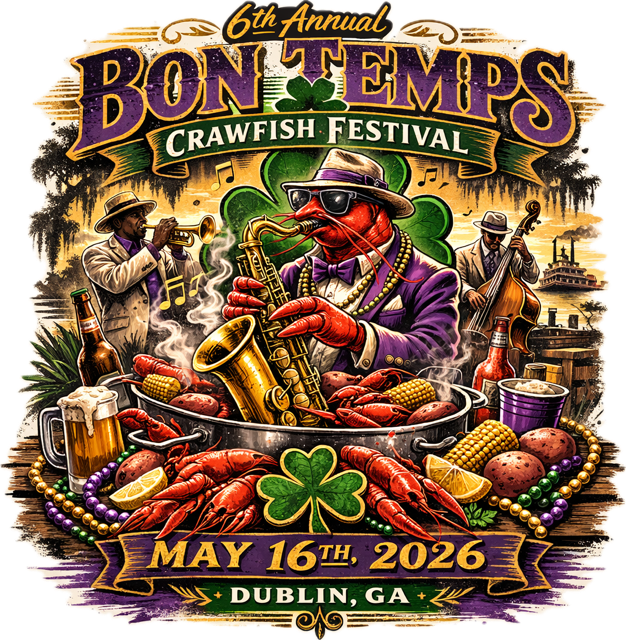 6th Annual
BON TEMPS
CRAWFISH FESTIVAL
MAY 16TH, 2026
DUBLIN, GA